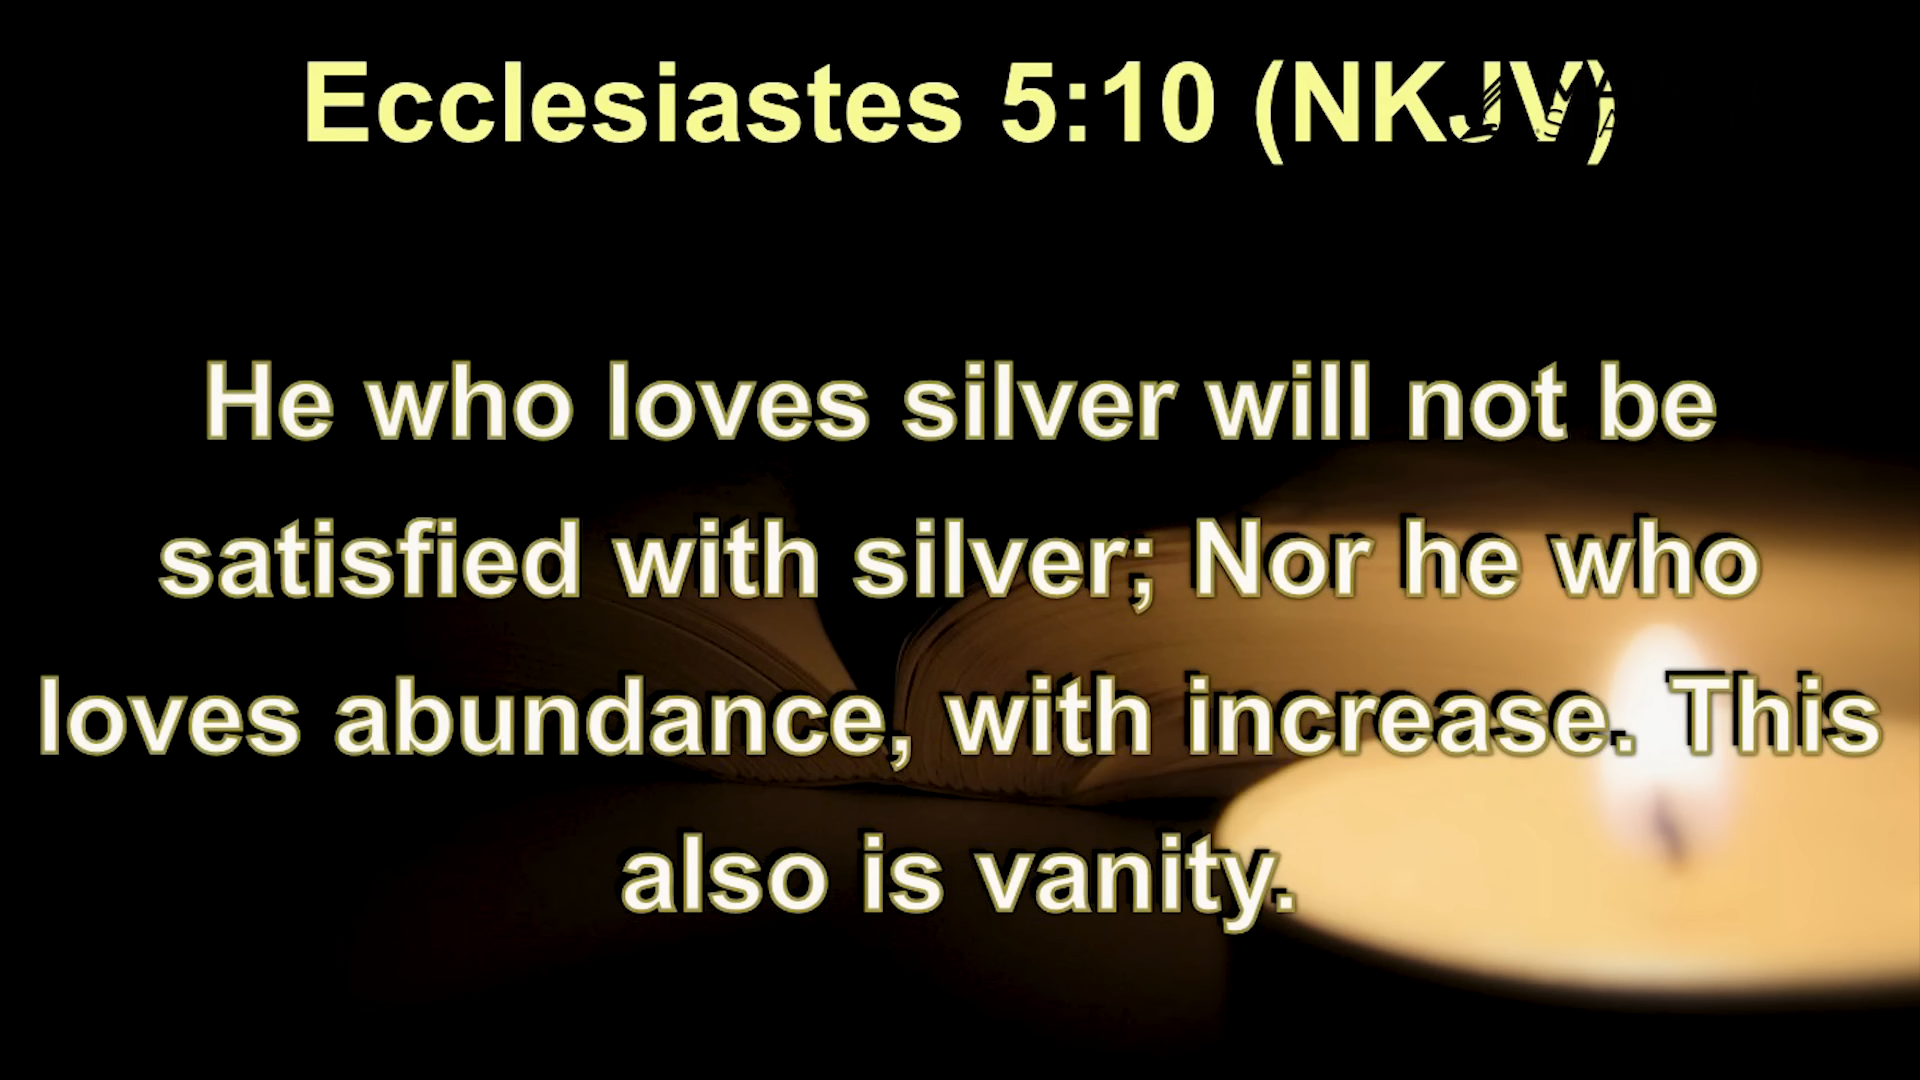 Ecclesiastes 5:10 (NKJV)
He who loves silver will not be
satisfied with silver; Nor he who
loves abundance, with increase. This
also is vanity.